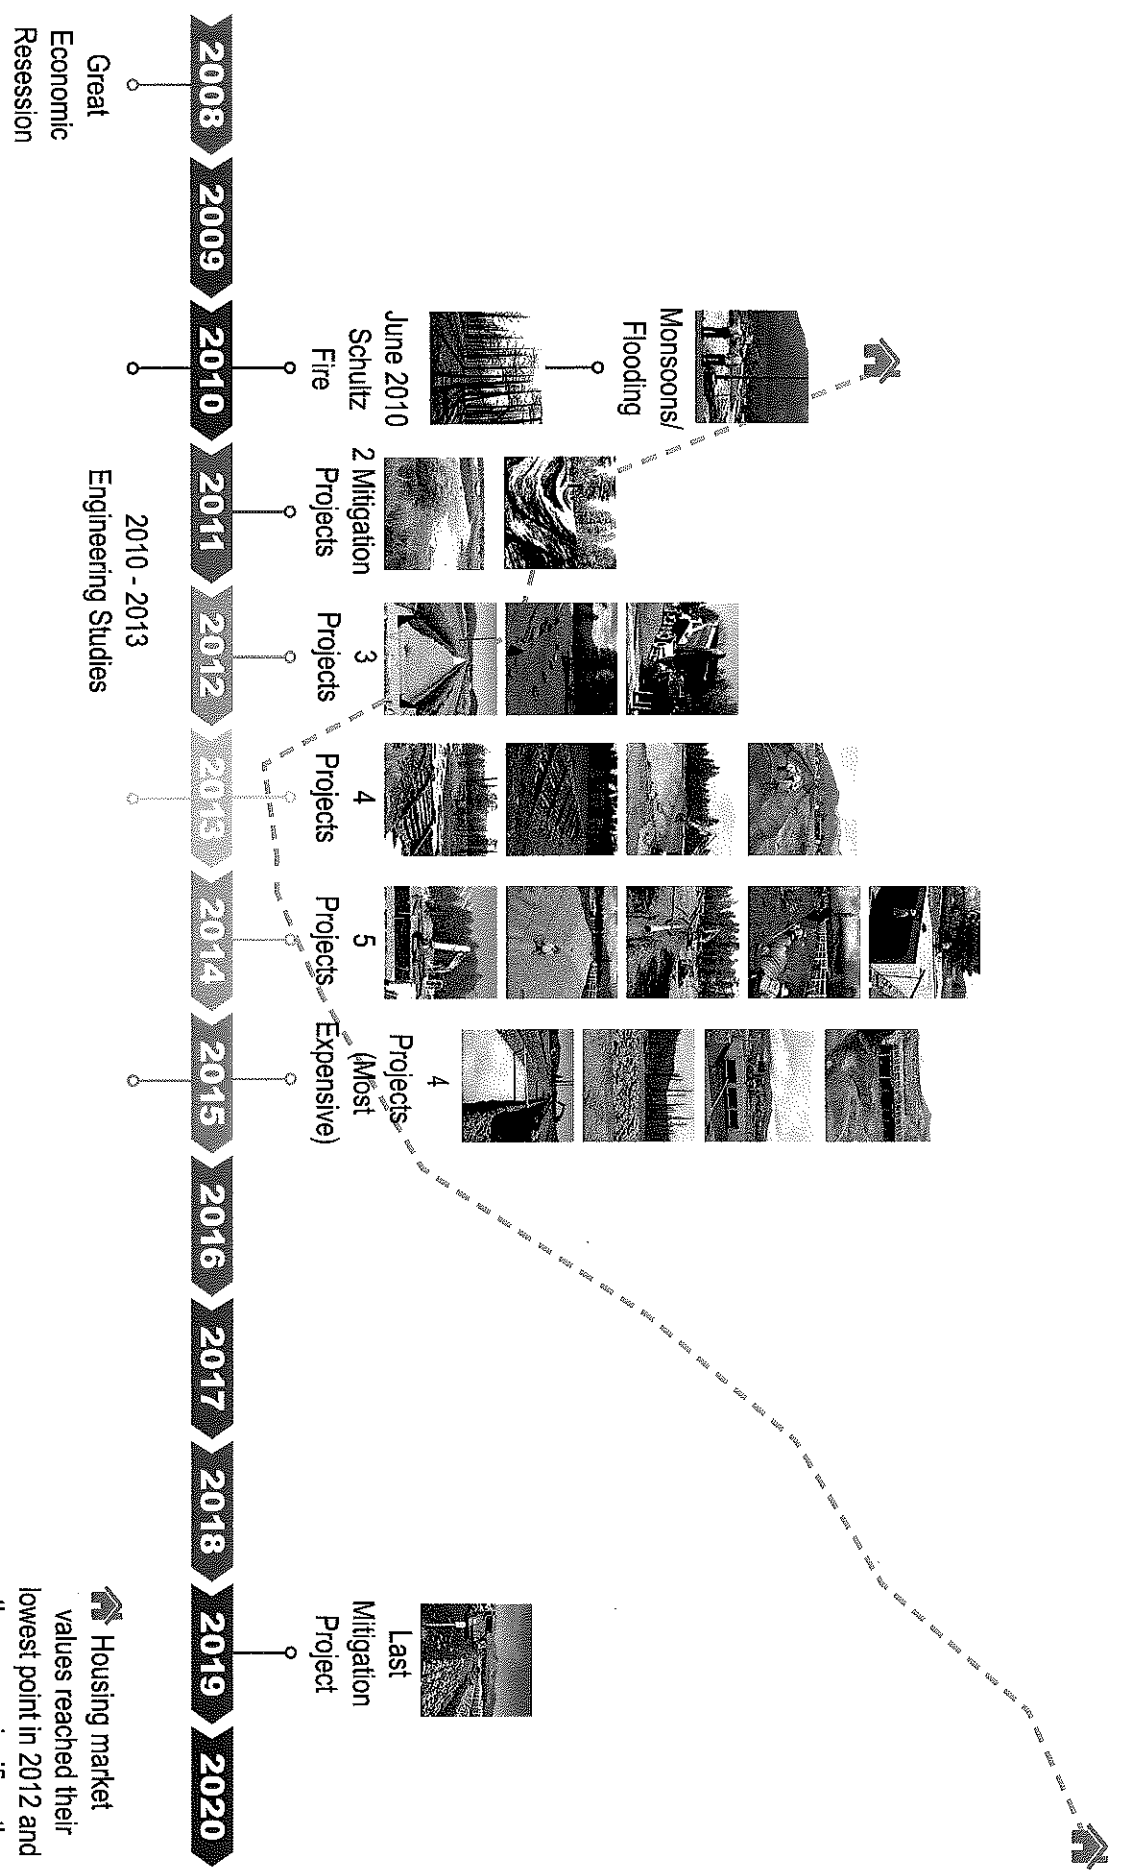 Monsoons/
Flooding
June 2010
Schultz
Fire
2 Mitigation
Projects
3
Projects
4
Projects
5
Projects
4
Projects
(Most
Expensive)
Last
Mitigation
Project
2008
2009
2010
2011
2012
2013
2014
2015
2016
2017
2018
2019
2020
Great
Economic
Resession
2010 - 2013
Engineering Studies
Housing market
values reached their
lowest point in 2012 and